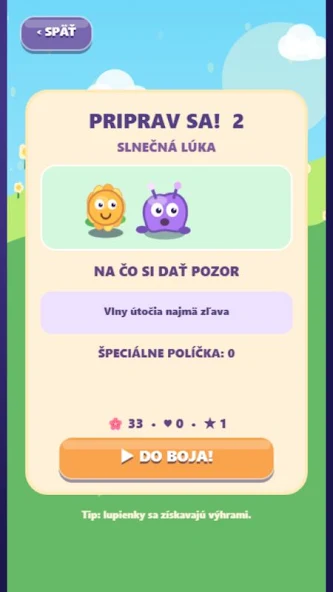 ‹ SPÄŤ
PRIPRAV SA! 2
SLNEČNÁ LÚKA
NA ČO SI DAŤ POZOR
Vlny útočia najmä zľava
ŠPECIÁLNE POLÍČKA: 0
🌸 33 · ♥ 0 · ★ 1
▶ DO BOJA!
Tip: lupienky sa získavajú výhrami.